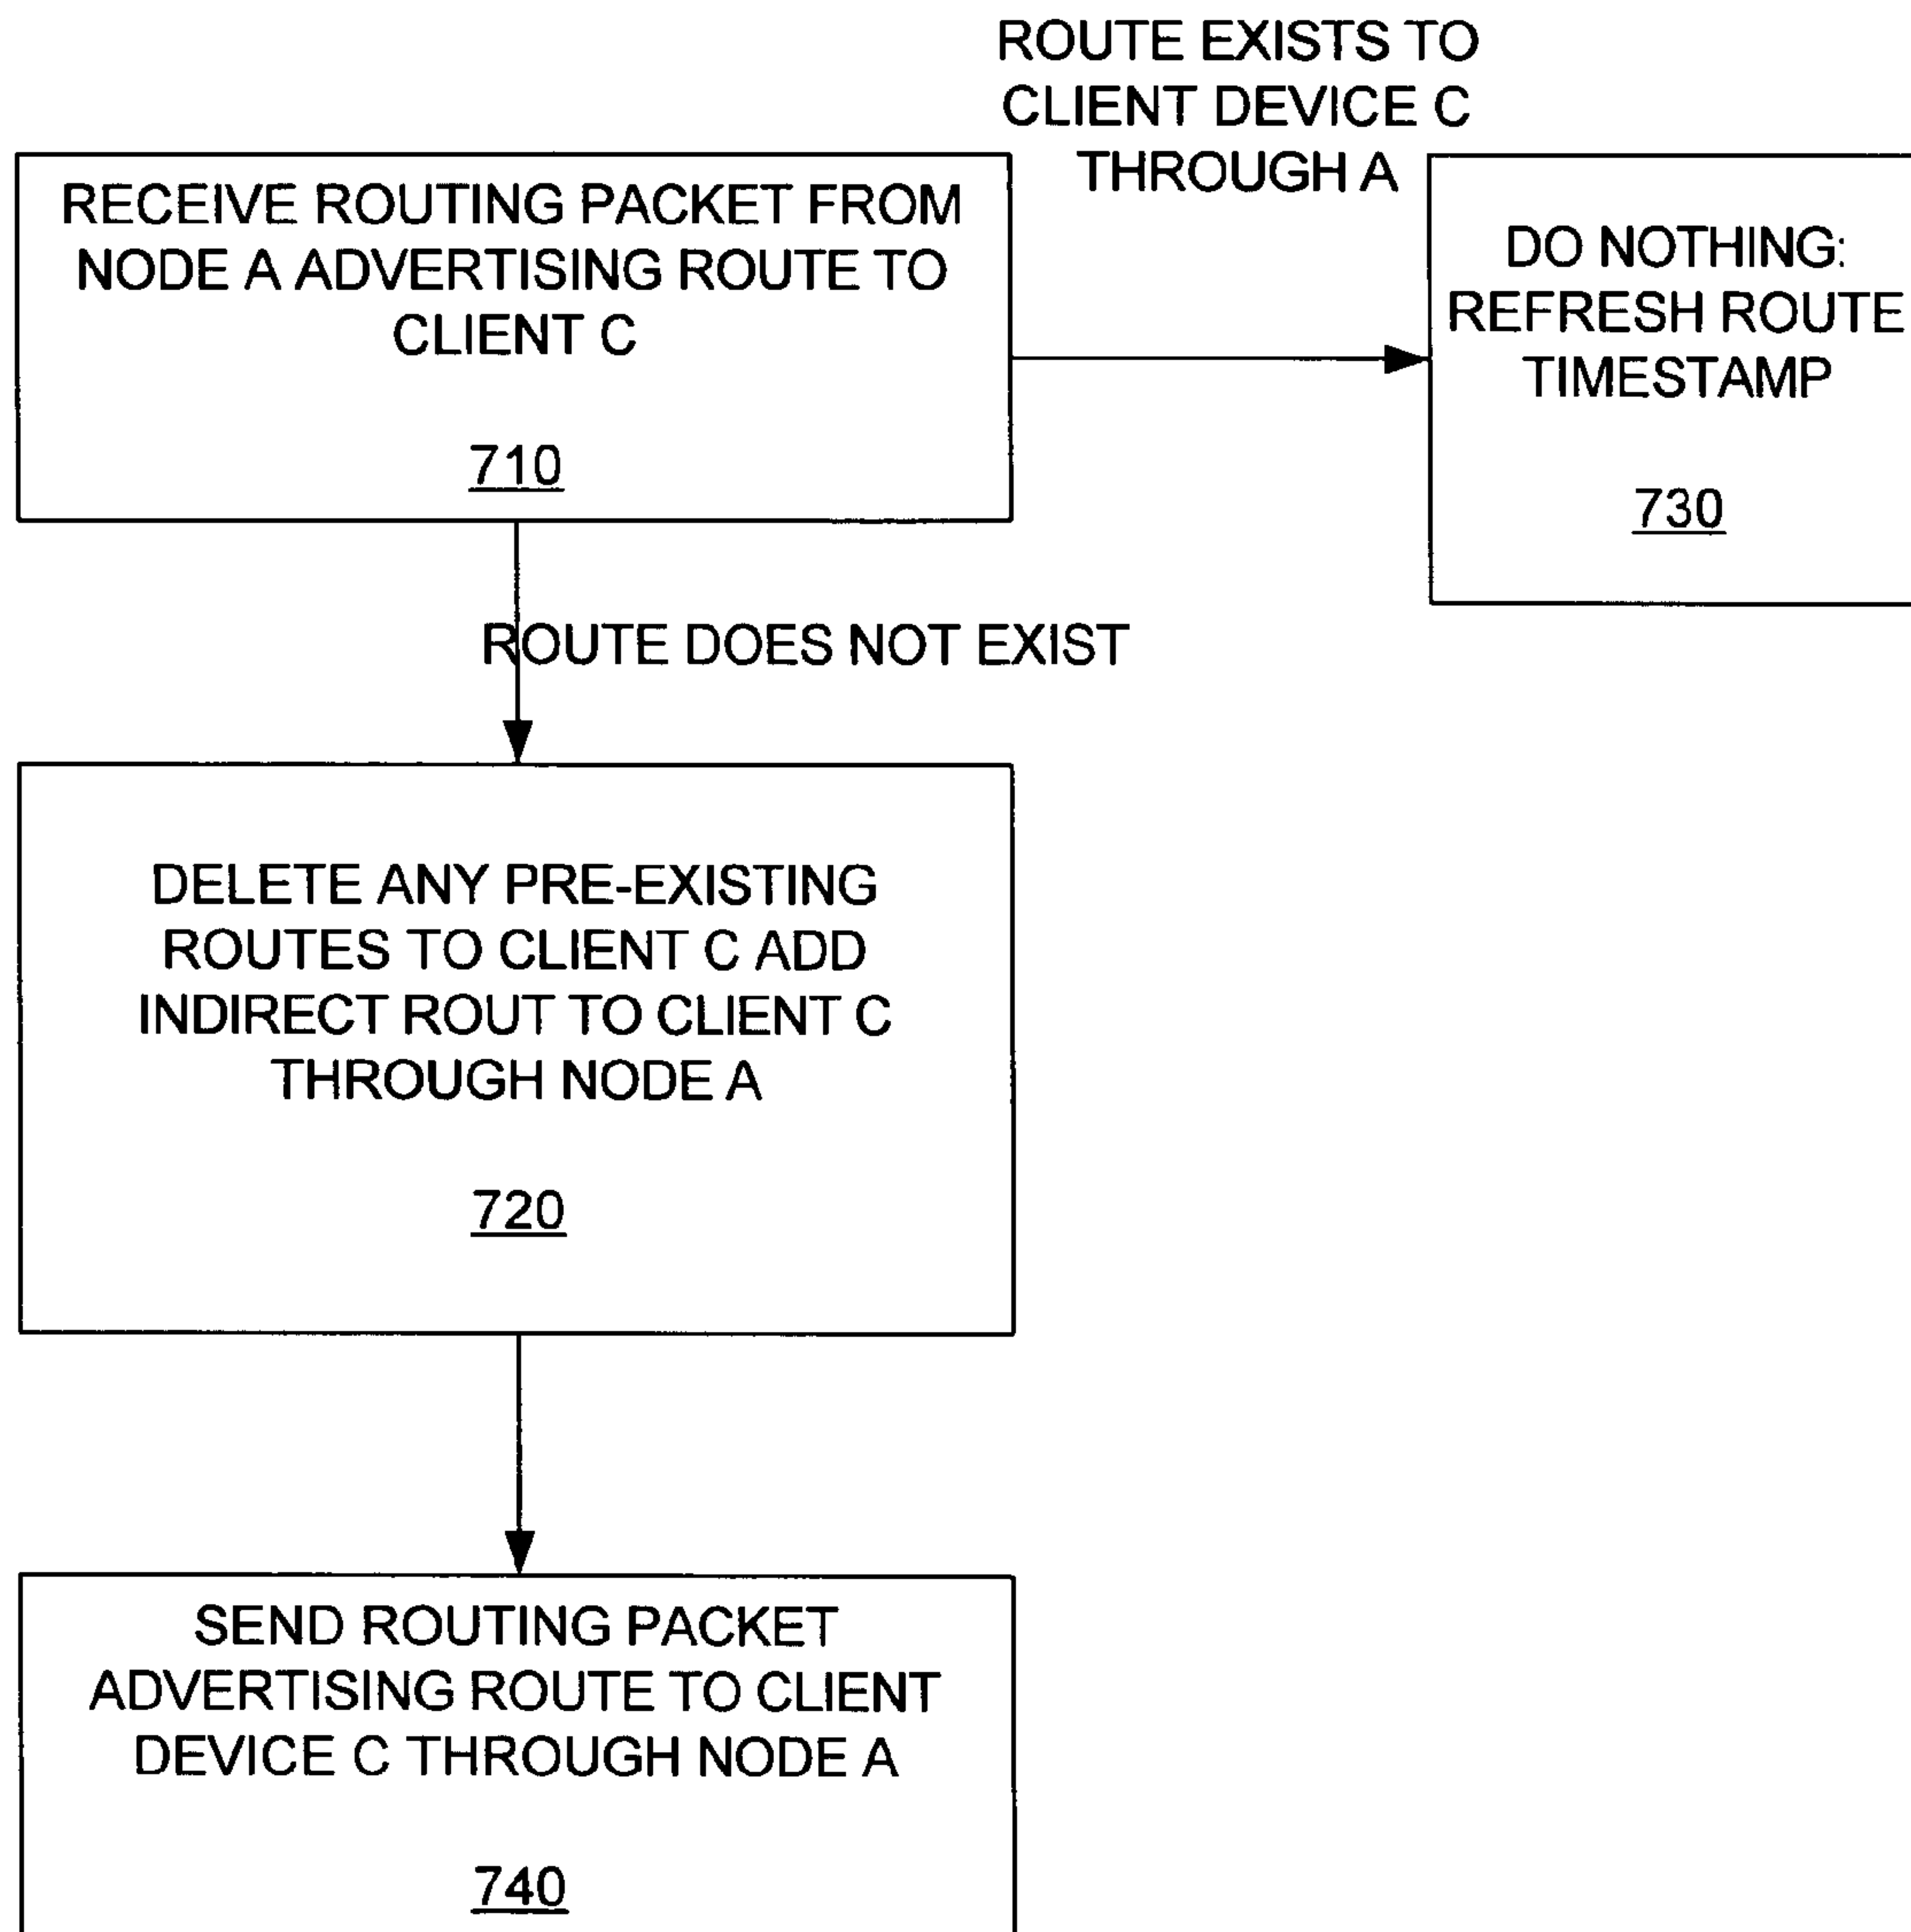 ROUTE EXISTS TO
CLIENT DEVICE C
THROUGH A
RECEIVE ROUTING PACKET FROM
NODE A ADVERTISING ROUTE TO
CLIENT C
710
DO NOTHING:
REFRESH ROUTE
TIMESTAMP
730
ROUTE DOES NOT EXIST
DELETE ANY PRE-EXISTING
ROUTES TO CLIENT C ADD
INDIRECT ROUT TO CLIENT C
THROUGH NODE A
720
SEND ROUTING PACKET
ADVERTISING ROUTE TO CLIENT
DEVICE C THROUGH NODE A
740